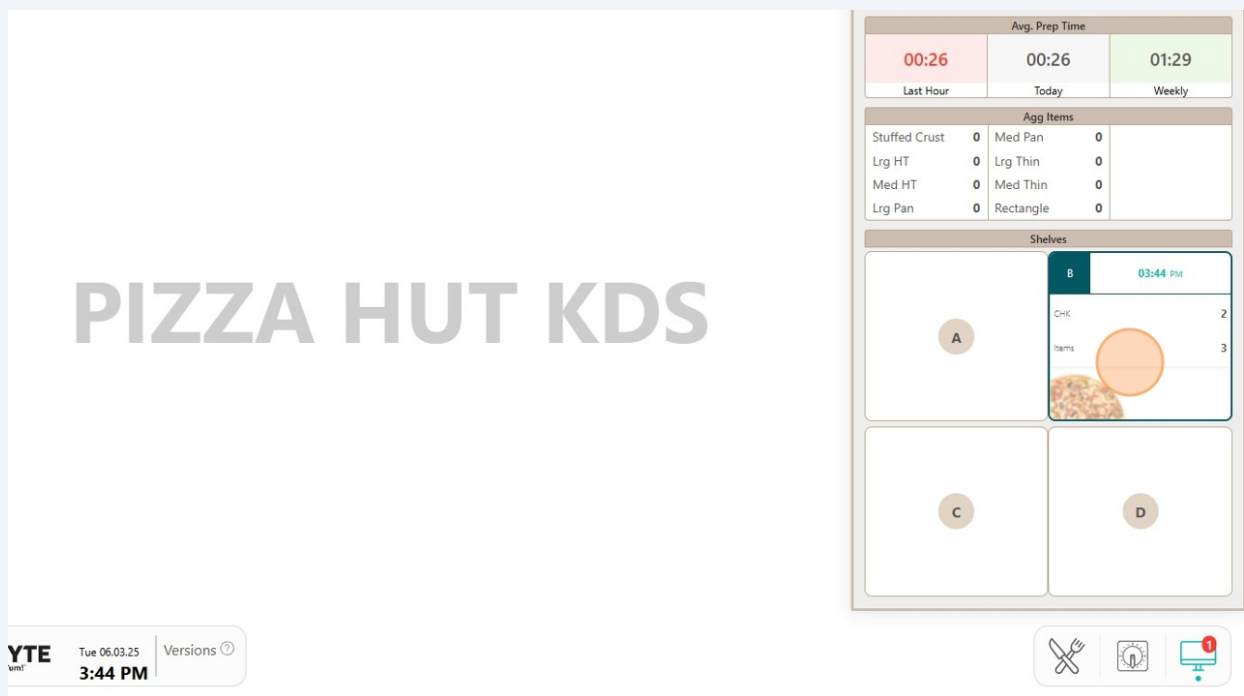 Avg. Prep Time
00:26 00:26 01:29
Last Hour Today Weekly
Agg Items
Stuffed Crust 0 Med Pan 0
Lrg HT 0 Lrg Thin 0
Med HT 0 Med Thin 0
Lrg Pan 0 Rectangle 0
Shelves
B 03:44 PM
CHK 2
Items 3
A
PIZZA HUT KDS
C D
YTE
um!
Tue 06.03.25
3:44 PM
Versions ?
1